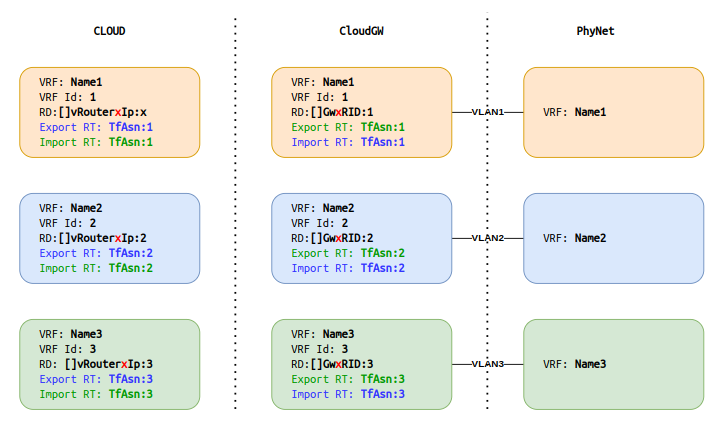 CLOUD
CloudGW
PhyNet
VRF: Name1
VRF Id: 1
RD:[]vRouterxIp:x
Export RT: TfAsn:1
Import RT: TfAsn:1
VRF: Name1
VRF Id: 1
RD:[]GwxRID:1
Export RT: TfAsn:1
Import RT: TfAsn:1
VLAN1
VRF: Name1
VRF: Name2
VRF Id: 2
RD:[]vRouterxIp:2
Export RT: TfAsn:2
Import RT: TfAsn:2
VRF: Name2
VRF Id: 2
RD:[]GwxRID:2
Export RT: TfAsn:2
Import RT: TfAsn:2
VLAN2
VRF: Name2
VRF: Name3
VRF Id: 3
RD: []vRouterxIp:3
Export RT: TfAsn:3
Import RT: TfAsn:3
VRF: Name3
VRF Id: 3
RD:[]GwxRID:3
Export RT: TfAsn:3
Import RT: TfAsn:3
VLAN3
VRF: Name3